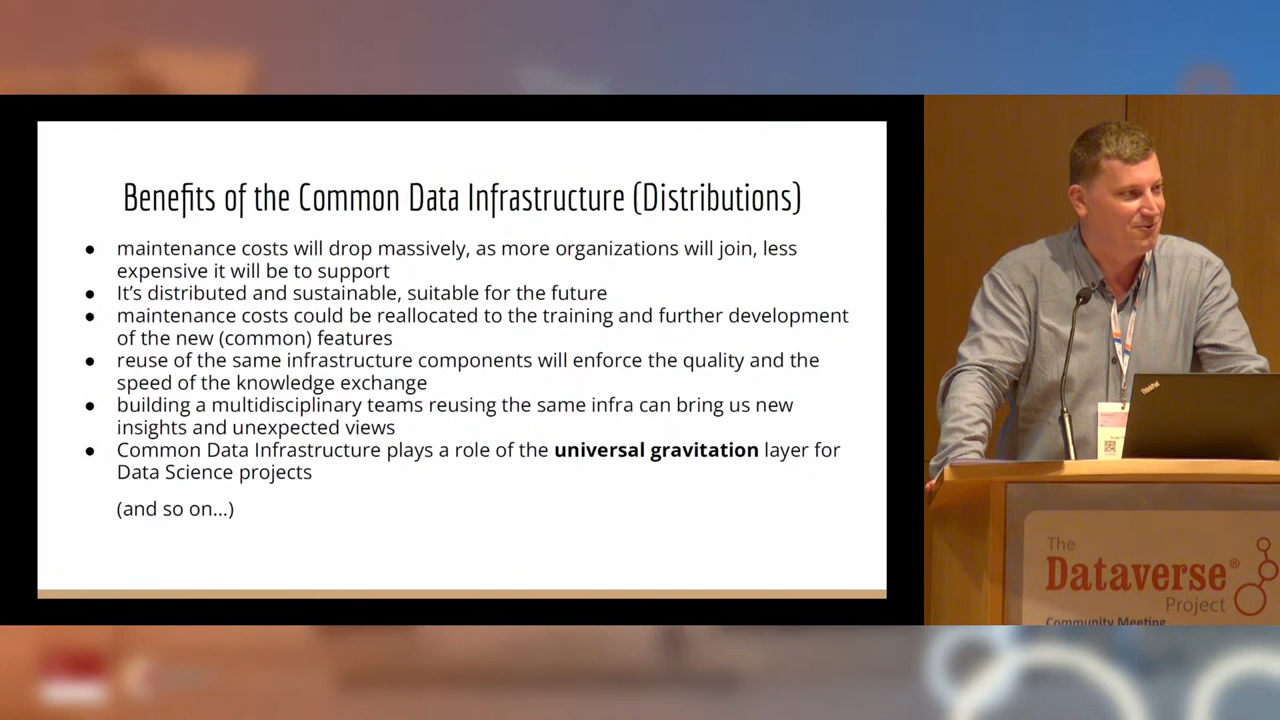 Benefits of the Common Data Infrastructure (Distributions)
● maintenance costs will drop massively, as more organizations will join, less
expensive it will be to support
● It's distributed and sustainable, suitable for the future
● maintenance costs could be reallocated to the training and further development
of the new (common) features
● reuse of the same infrastructure components will enforce the quality and the
speed of the knowledge exchange
● building a multidisciplinary teams reusing the same infra can bring us new
insights and unexpected views
● Common Data Infrastructure plays a role of the universal gravitation layer for
Data Science projects
(and so on...)
ThinkPad
The
Dataverse®
Project
Community Meeting